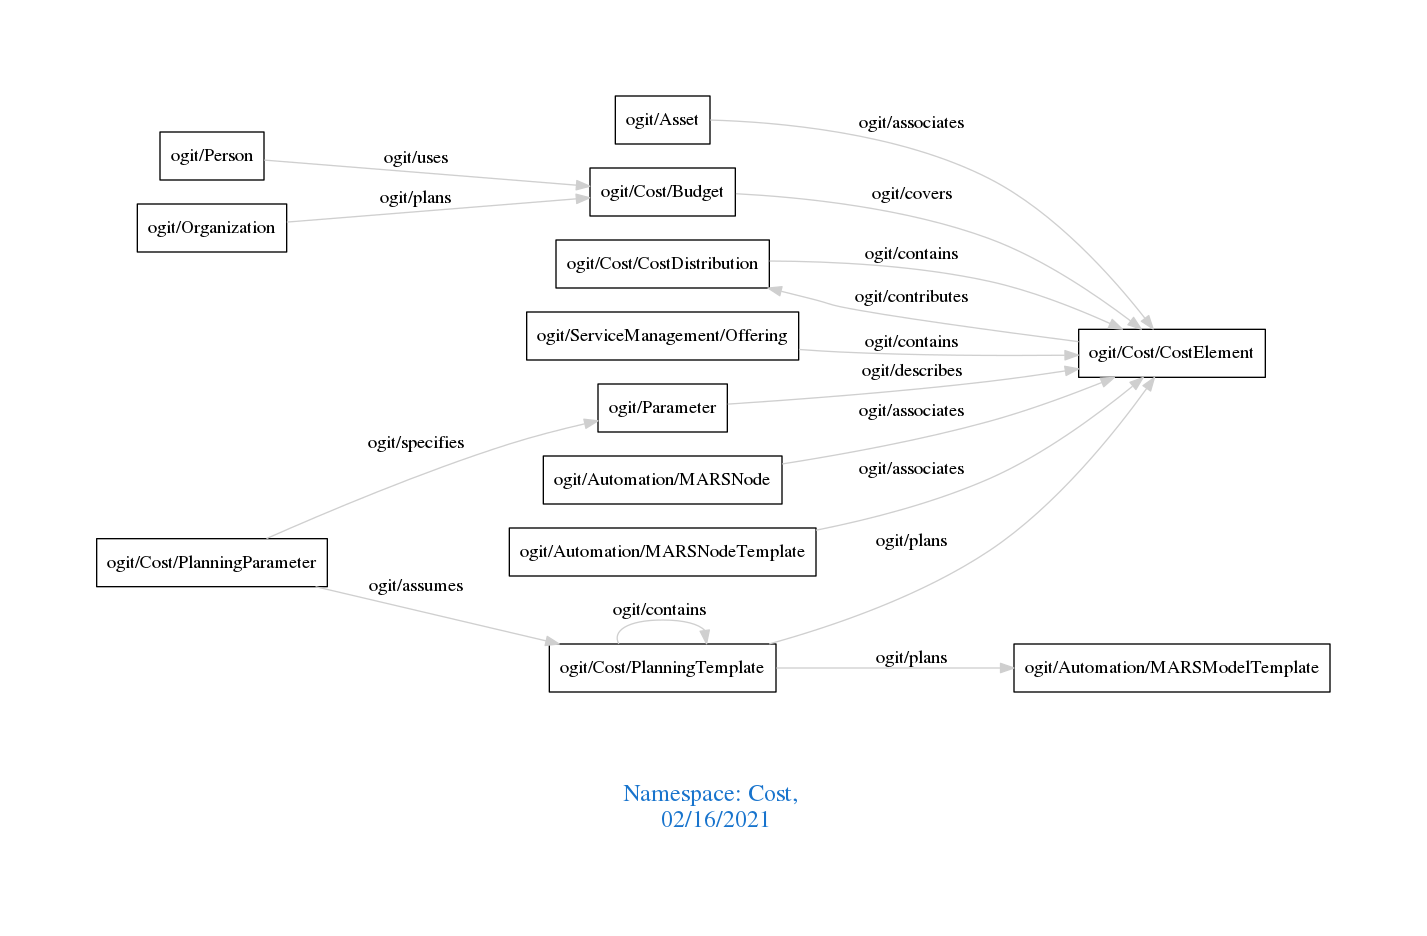 ogit/Asset
ogit/associates
ogit/Person
ogit/uses
ogit/Cost/Budget
ogit/covers
ogit/plans
ogit/Organization
ogit/contains
ogit/Cost/CostDistribution
ogit/contributes
ogit/ServiceManagement/Offering
ogit/contains
ogit/Cost/CostElement
ogit/describes
ogit/Parameter
ogit/associates
ogit/specifies
ogit/Automation/MARSNode
ogit/associates
ogit/plans
ogit/Automation/MARSNodeTemplate
ogit/Cost/PlanningParameter
ogit/assumes
ogit/contains
ogit/plans
ogit/Cost/PlanningTemplate
ogit/Automation/MARSModelTemplate
Namespace: Cost,
02/16/2021